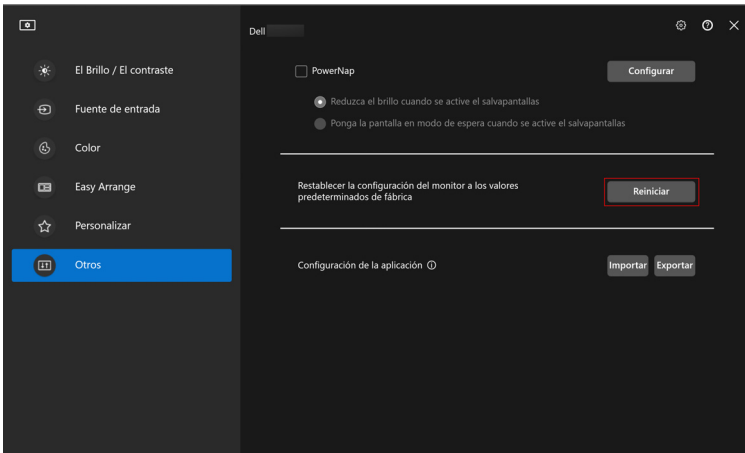 Dell
El Brillo / El contraste
Fuente de entrada
Color
Easy Arrange
Personalizar
Otros
PowerNap
Configurar
Reduzca el brillo cuando se active el salvapantallas
Ponga la pantalla en modo de espera cuando se active el salvapantallas
Restablecer la configuración del monitor a los valores
predeterminados de fábrica
Reiniciar
Configuración de la aplicación
Importar Exportar